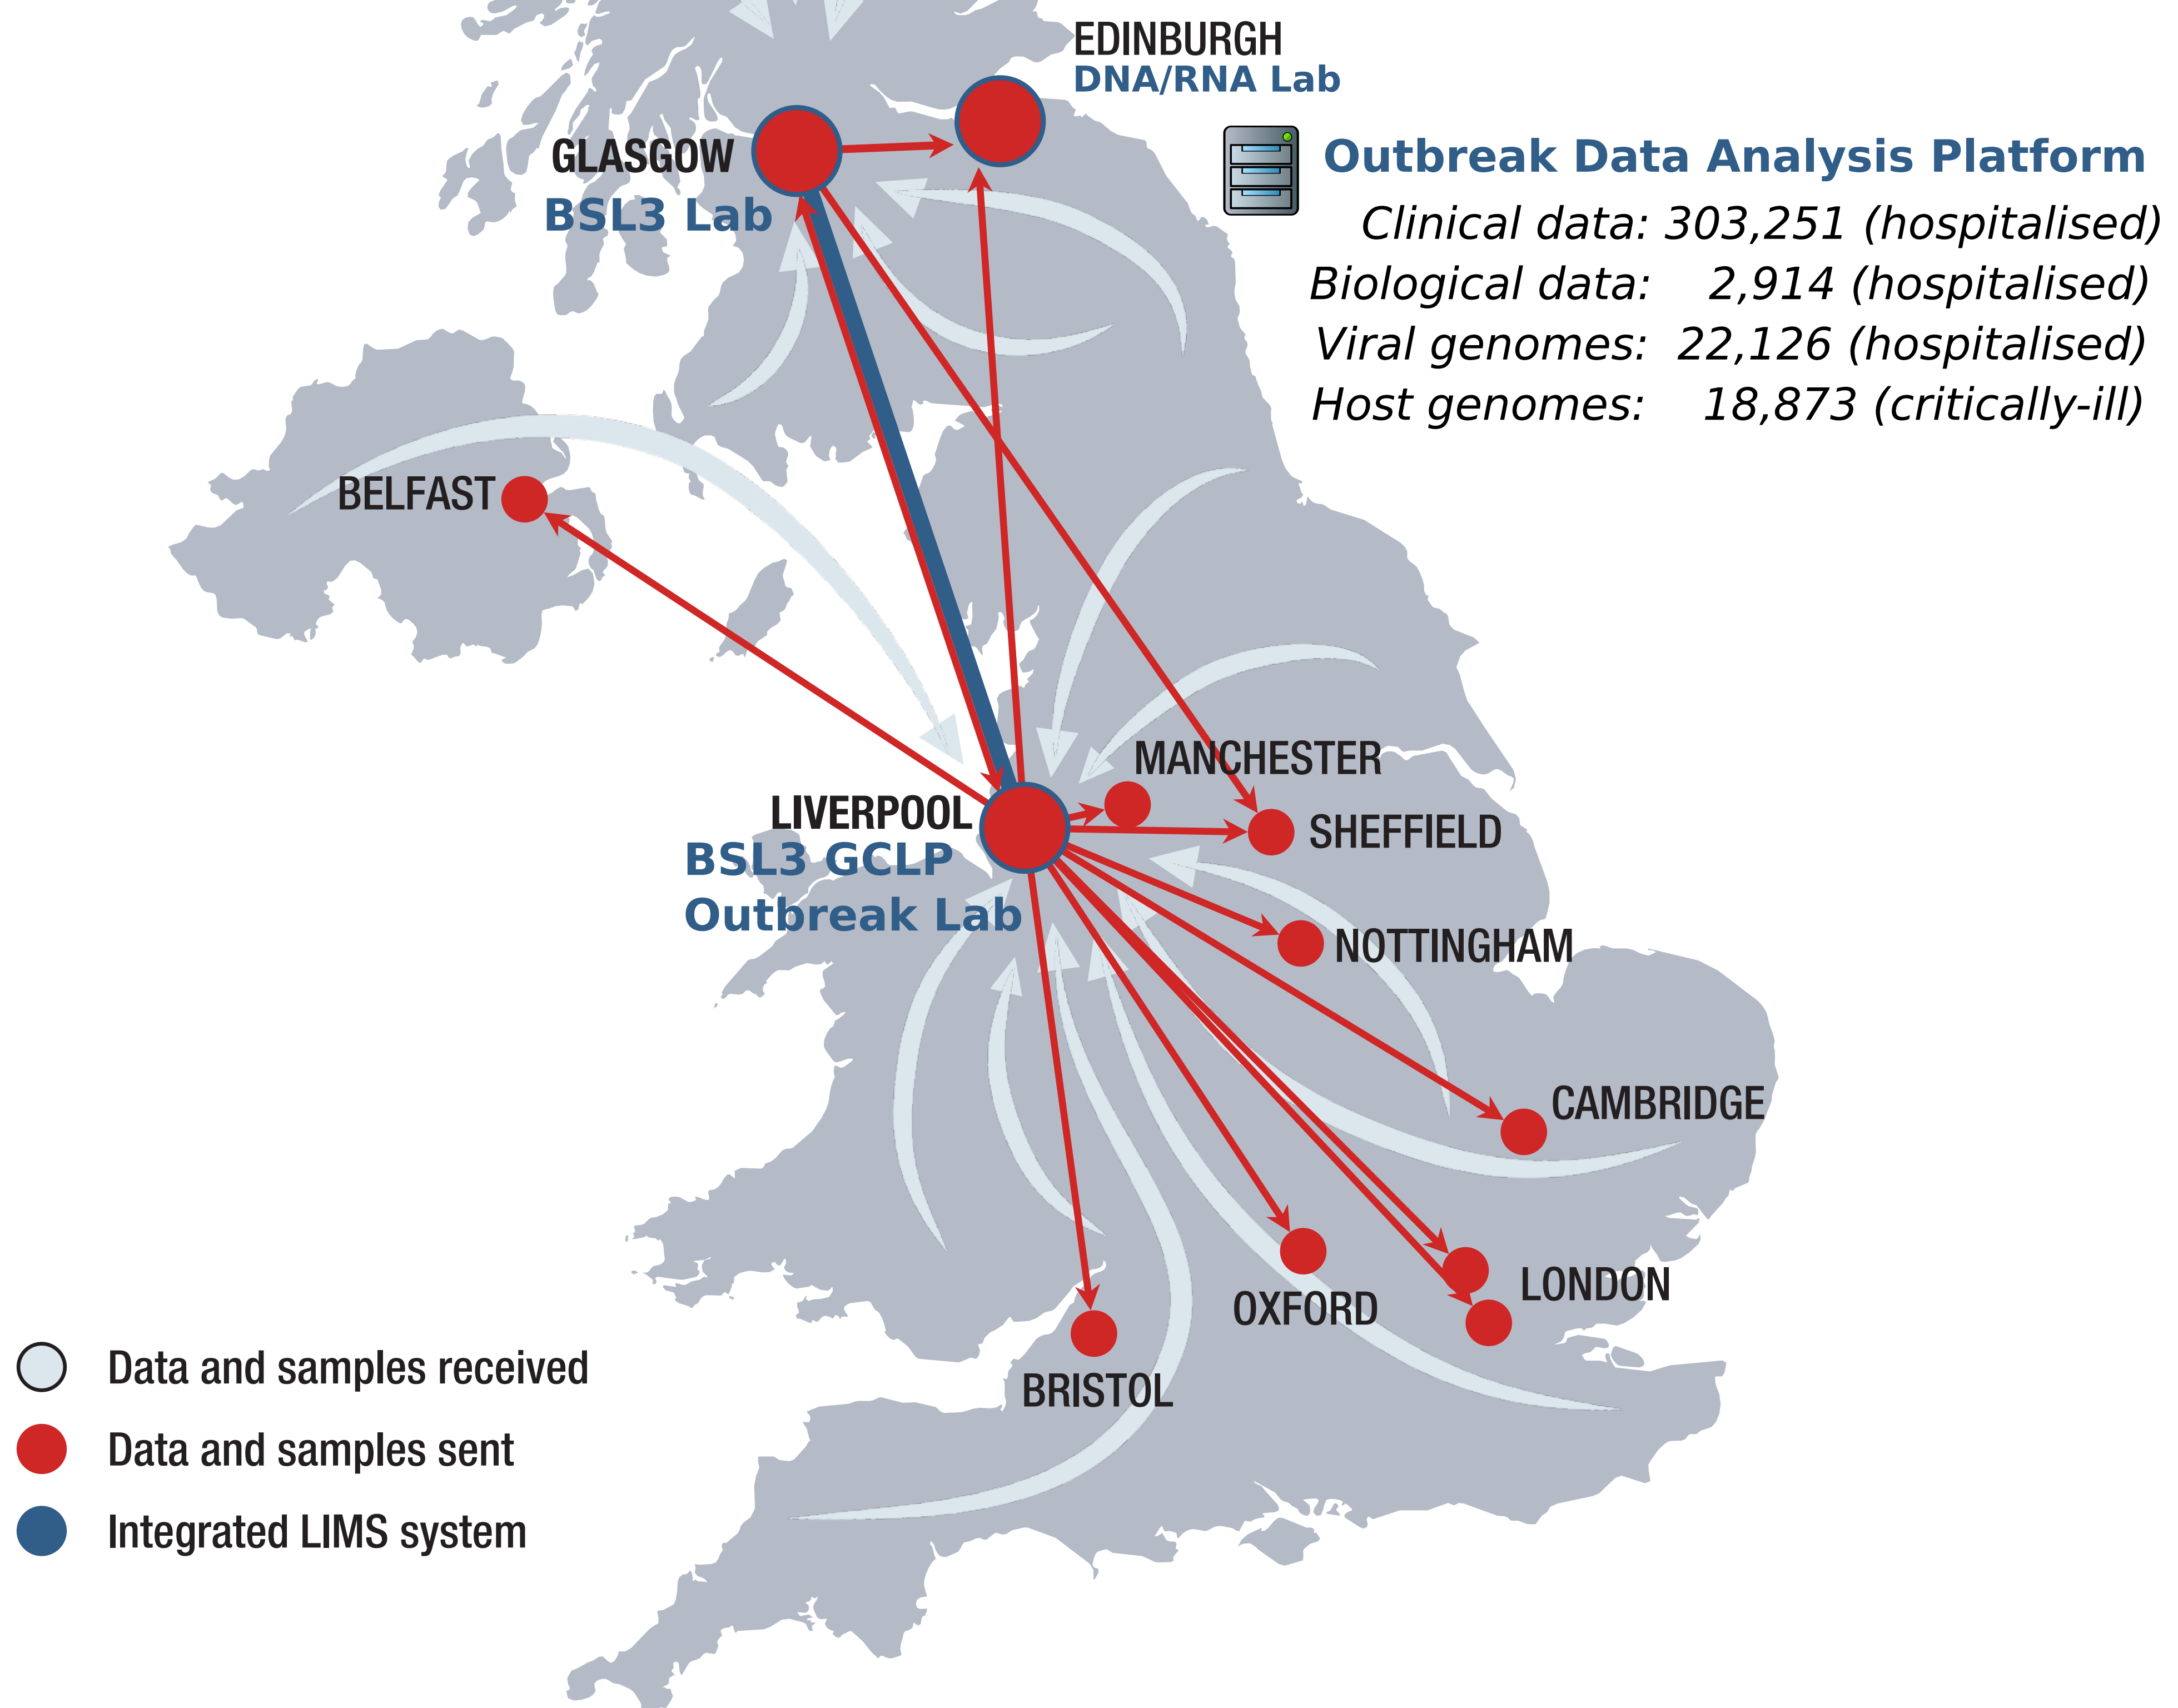 EDINBURGH
DNA/RNA Lab
GLASGOW
BSL3 Lab
Outbreak Data Analysis Platform
Clinical data: 303,251 (hospitalised)
Biological data: 2,914 (hospitalised)
Viral genomes: 22,126 (hospitalised)
Host genomes: 18,873 (critically-ill)
BELFAST
MANCHESTER
LIVERPOOL
BSL3 GCLP
Outbreak Lab
SHEFFIELD
NOTTINGHAM
CAMBRIDGE
LONDON
OXFORD
BRISTOL
Data and samples received
Data and samples sent
Integrated LIMS system